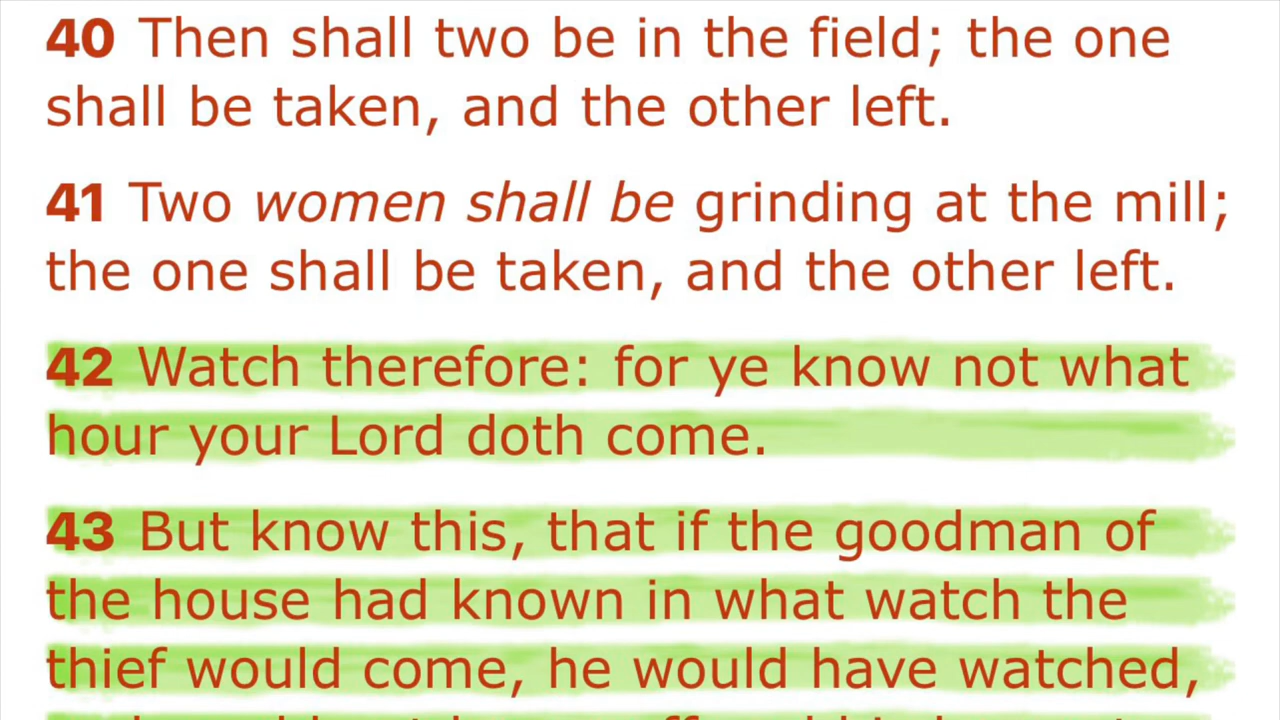 40 Then shall two be in the field; the one
shall be taken, and the other left.
41 Two women shall be grinding at the mill;
the one shall be taken, and the other left.
42 Watch therefore: for ye know not what
hour your Lord doth come.
43 But know this, that if the goodman of
the house had known in what watch the
thief would come, he would have watched,